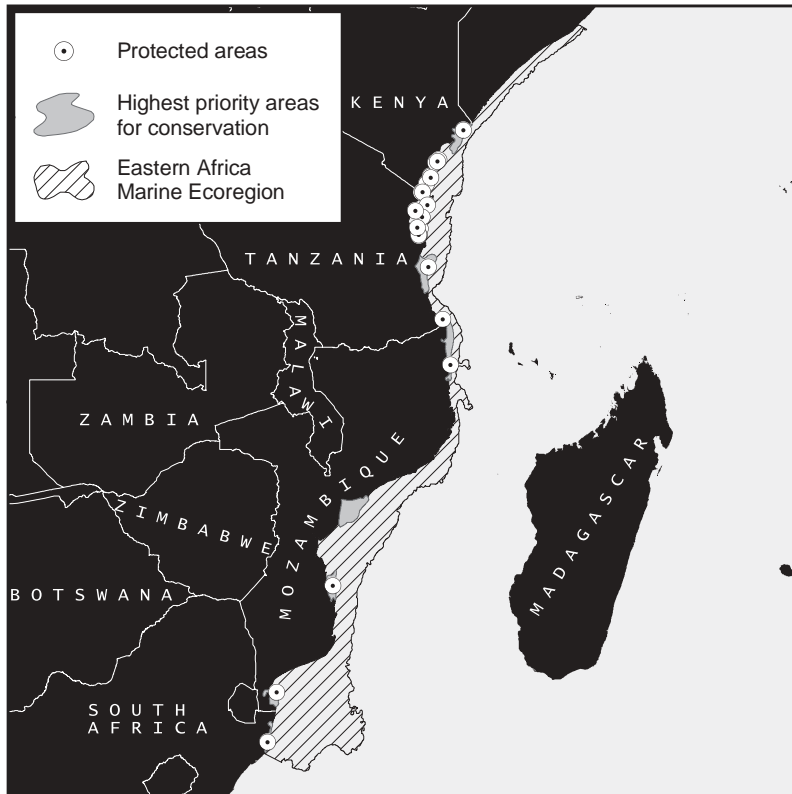 Protected areas
Highest priority areas
for conservation
Eastern Africa
Marine Ecoregion
KENYA
TANZANIA
MALAWI
ZAMBIA
MOZAMBIQUE
ZIMBABWE
MADAGASCAR
BOTSWANA
SOUTH
AFRICA